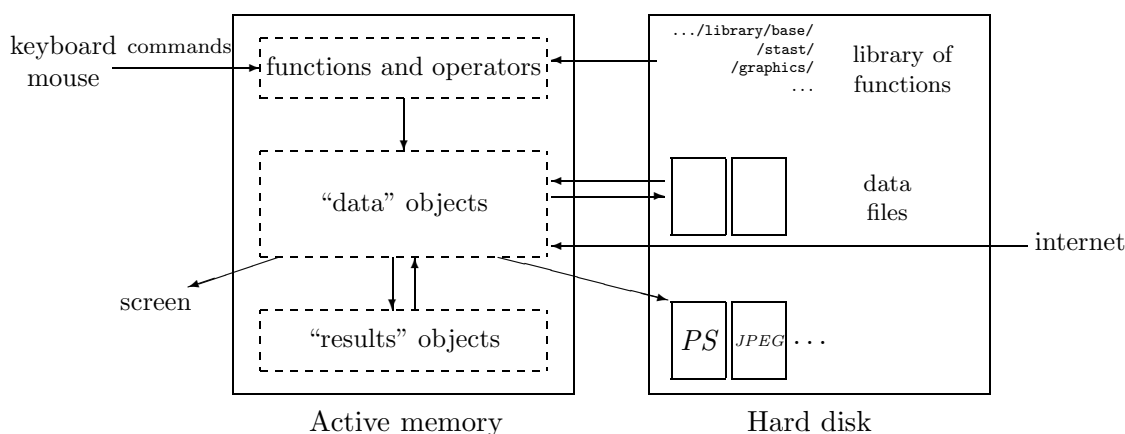 keyboard
mouse
commands
functions and operators
“data” objects
“results” objects
screen
Active memory
.../library/base/
/stast/
/graphics/
...
library of
functions
data
files
internet
PS
JPEG
...
Hard disk